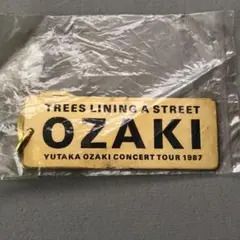 TREES LINING A STREET
OZAKI
YUTAKA OZAKI CONCERT TOUR 1987